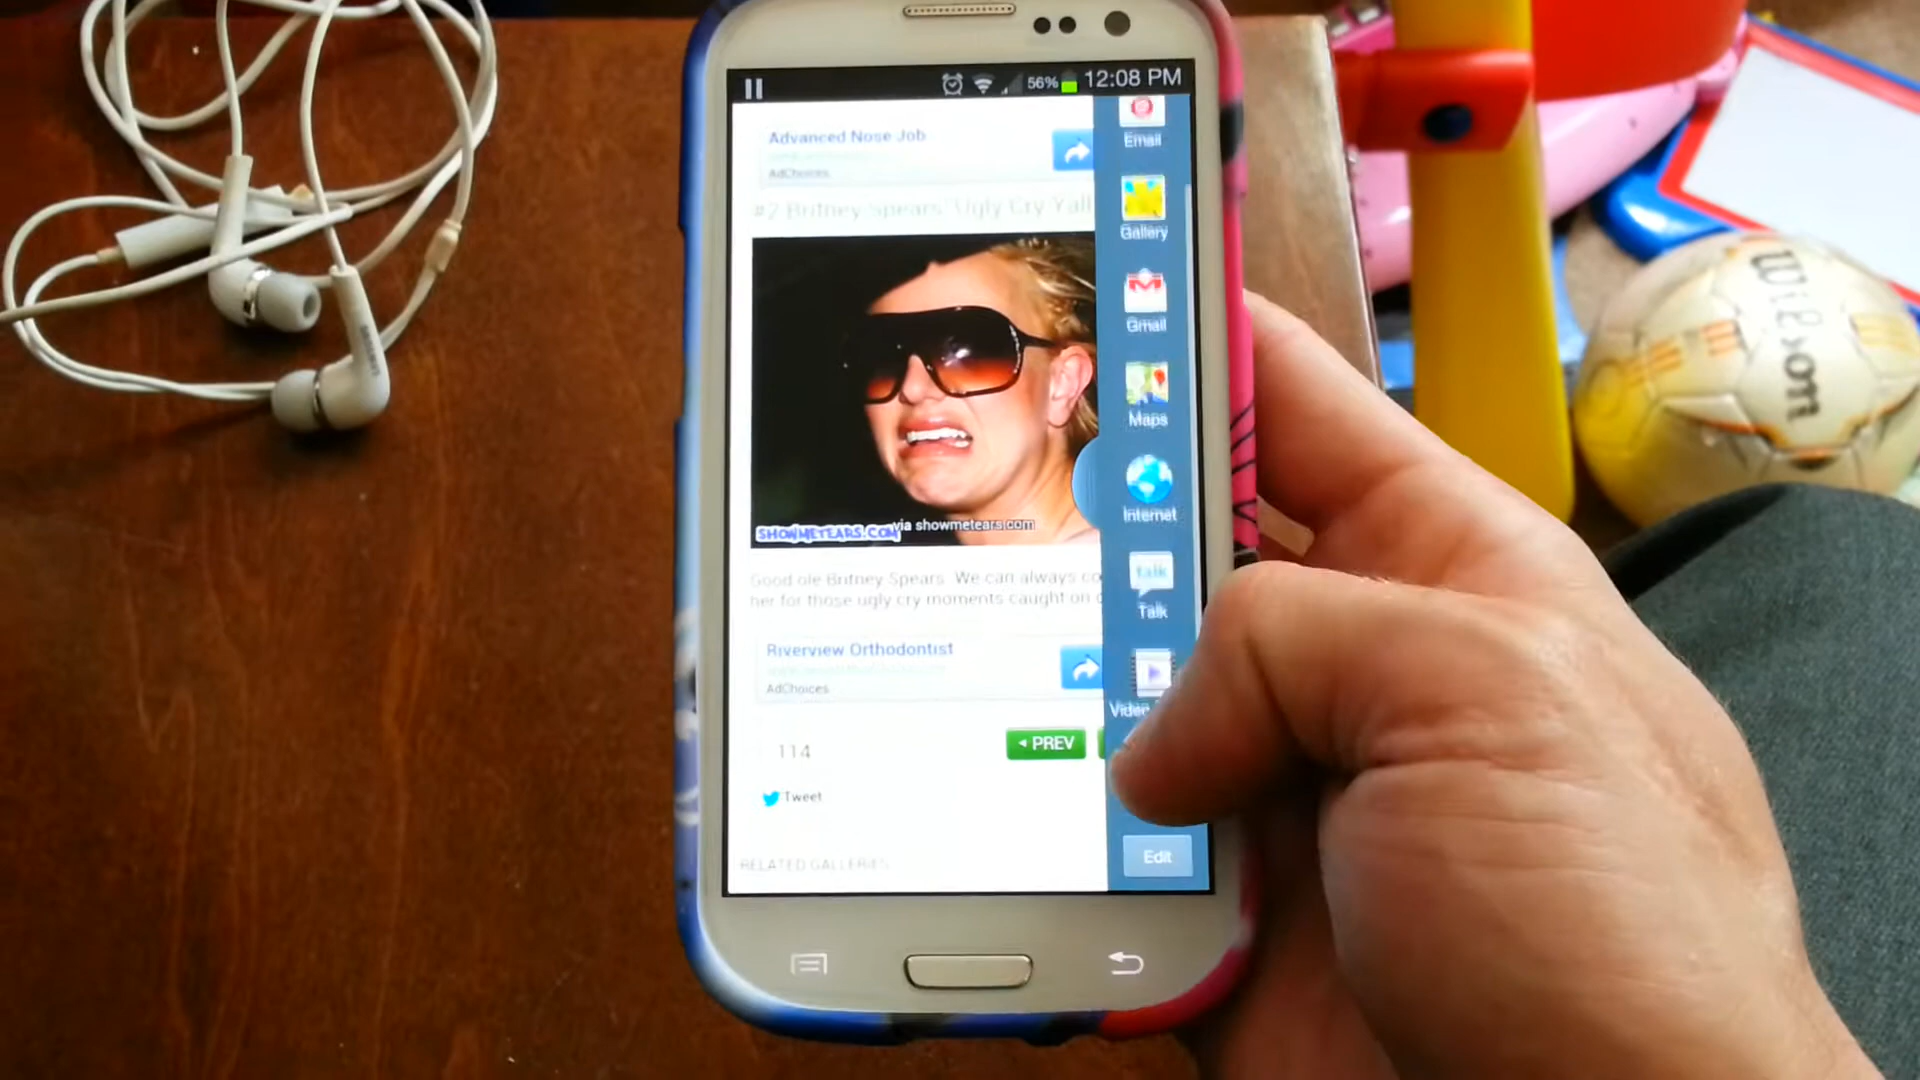 56% 12:08 PM
Advanced Nose Job
AdChoices
#2 Britney Spears' Ugly Cry Yall
SHOWMETEARS.COM
via showmetears.com
Good ole Britney Spears. We can always co
her for those ugly cry moments caught on
Riverview Orthodontist
AdChoices
114
PREV
Tweet
RELATED GALLERIES
Email
Gallery
Gmail
Maps
Internet
talk
Talk
Video
Edit
Wilson